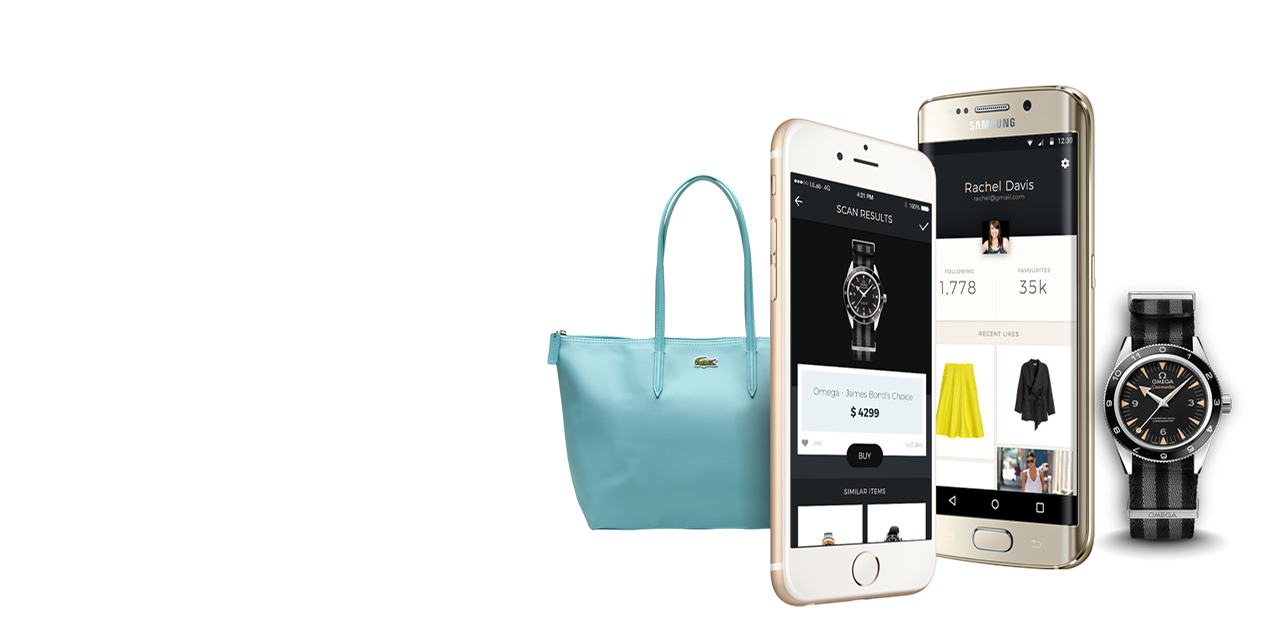 ●●●○○ ULab 4G 4:21 PM 100%
SCAN RESULTS
Omega - James Bond's Choice
$ 4299
Like
BUY
SIMILAR ITEMS
SAMSUNG
12:30
Rachel Davis
rachel@gmail.com
FOLLOWING
1,778
FAVOURITES
35k
RECENT LIKES
OMEGA
Seamaster
OMEGA